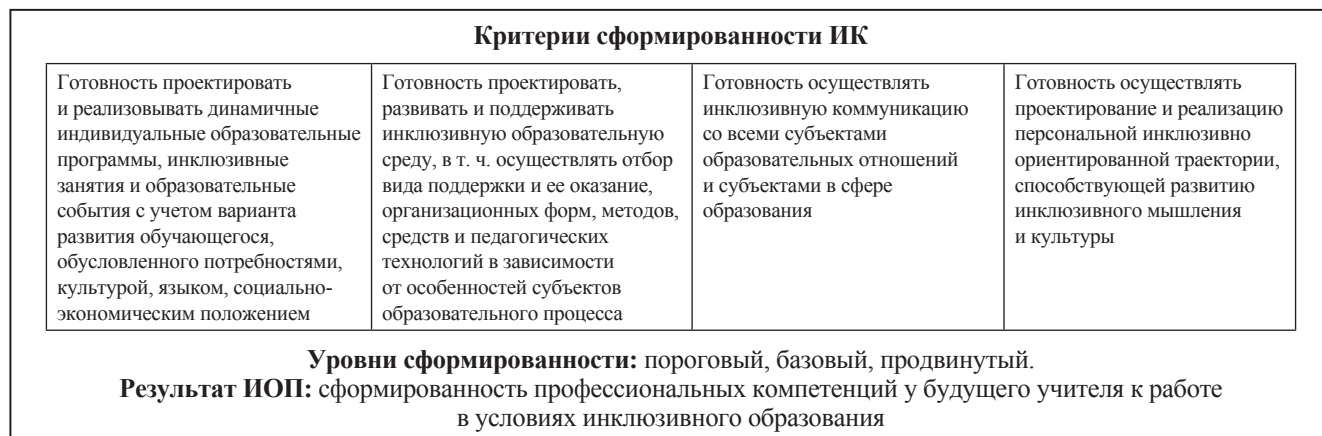 Критерии сформированности ИК
Готовность проектировать
и реализовывать динамичные
индивидуальные образовательные
программы, инклюзивные
занятия и образовательные
события с учетом варианта
развития обучающегося,
обусловленного потребностями,
культурой, языком, социально-
экономическим положением
Готовность проектировать,
развивать и поддерживать
инклюзивную образовательную
среду, в т. ч. осуществлять отбор
вида поддержки и ее оказание,
организационных форм, методов,
средств и педагогических
технологий в зависимости
от особенностей субъектов
образовательного процесса
Готовность осуществлять
инклюзивную коммуникацию
со всеми субъектами
образовательных отношений
и субъектами в сфере
образования
Готовность осуществлять
проектирование и реализацию
персональной инклюзивно
ориентированной траектории,
способствующей развитию
инклюзивного мышления
и культуры
Уровни сформированности: пороговый, базовый, продвинутый.
Результат ИОП: сформированность профессиональных компетенций у будущего учителя к работе
в условиях инклюзивного образования